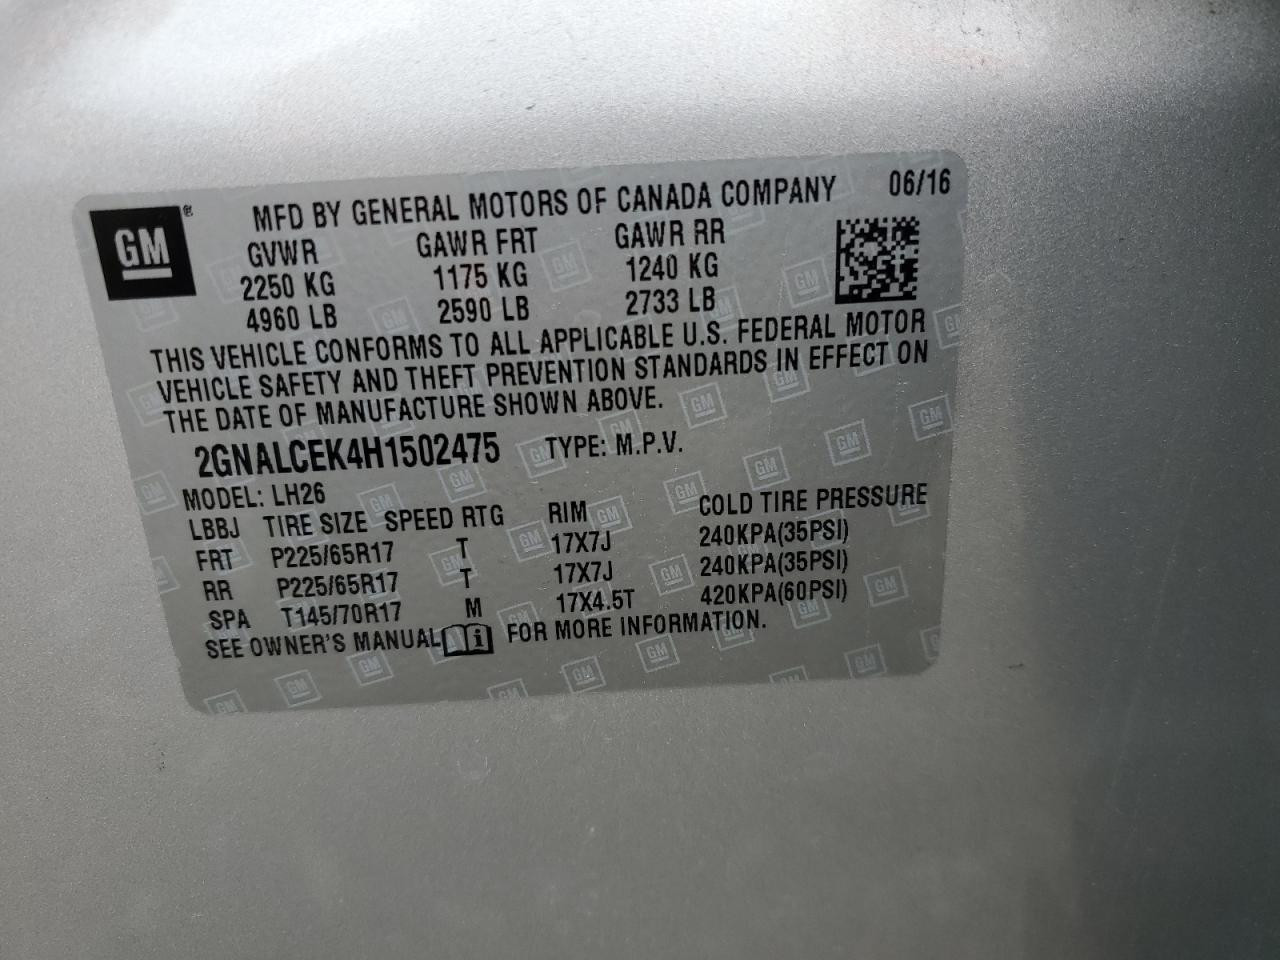 GM ®
MFD BY GENERAL MOTORS OF CANADA COMPANY 06/16
GVWR GAWR FRT GAWR RR
2250 KG 1175 KG 1240 KG
4960 LB 2590 LB 2733 LB
THIS VEHICLE CONFORMS TO ALL APPLICABLE U.S. FEDERAL MOTOR
VEHICLE SAFETY AND THEFT PREVENTION STANDARDS IN EFFECT ON
THE DATE OF MANUFACTURE SHOWN ABOVE.
2GNALCEK4H1502475 TYPE: M.P.V.
MODEL: LH26
LBBJ TIRE SIZE SPEED RTG RIM COLD TIRE PRESSURE
FRT P225/65R17 T 17X7J 240KPA(35PSI)
RR P225/65R17 T 17X7J 240KPA(35PSI)
SPA T145/70R17 M 17X4.5T 420KPA(60PSI)
SEE OWNER'S MANUAL FOR MORE INFORMATION.